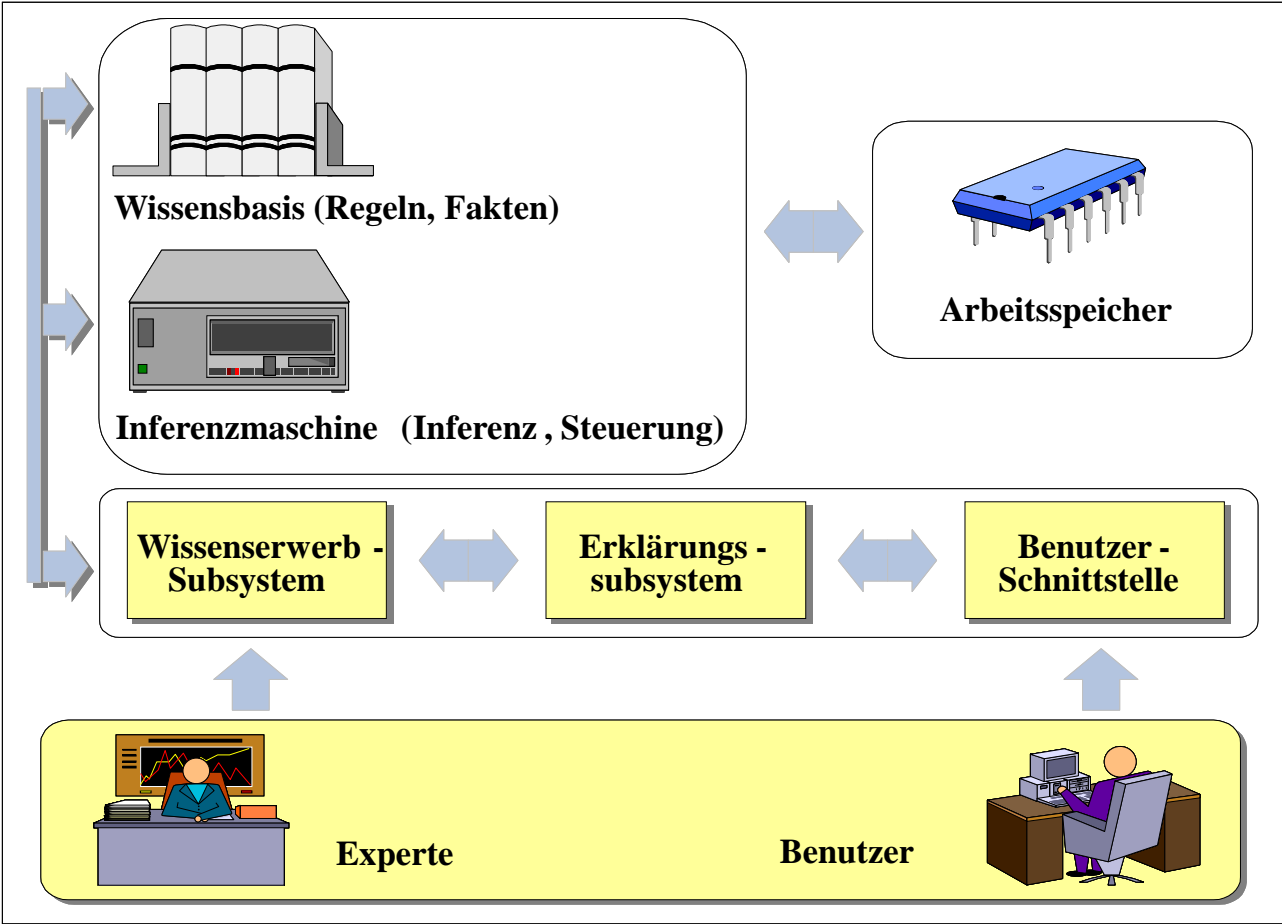 Wissensbasis (Regeln, Fakten)
Arbeitsspeicher
Inferenzmaschine (Inferenz , Steuerung)
Wissenserwerb -
Subsystem
Erklärungs -
subsystem
Benutzer -
Schnittstelle
Experte
Benutzer